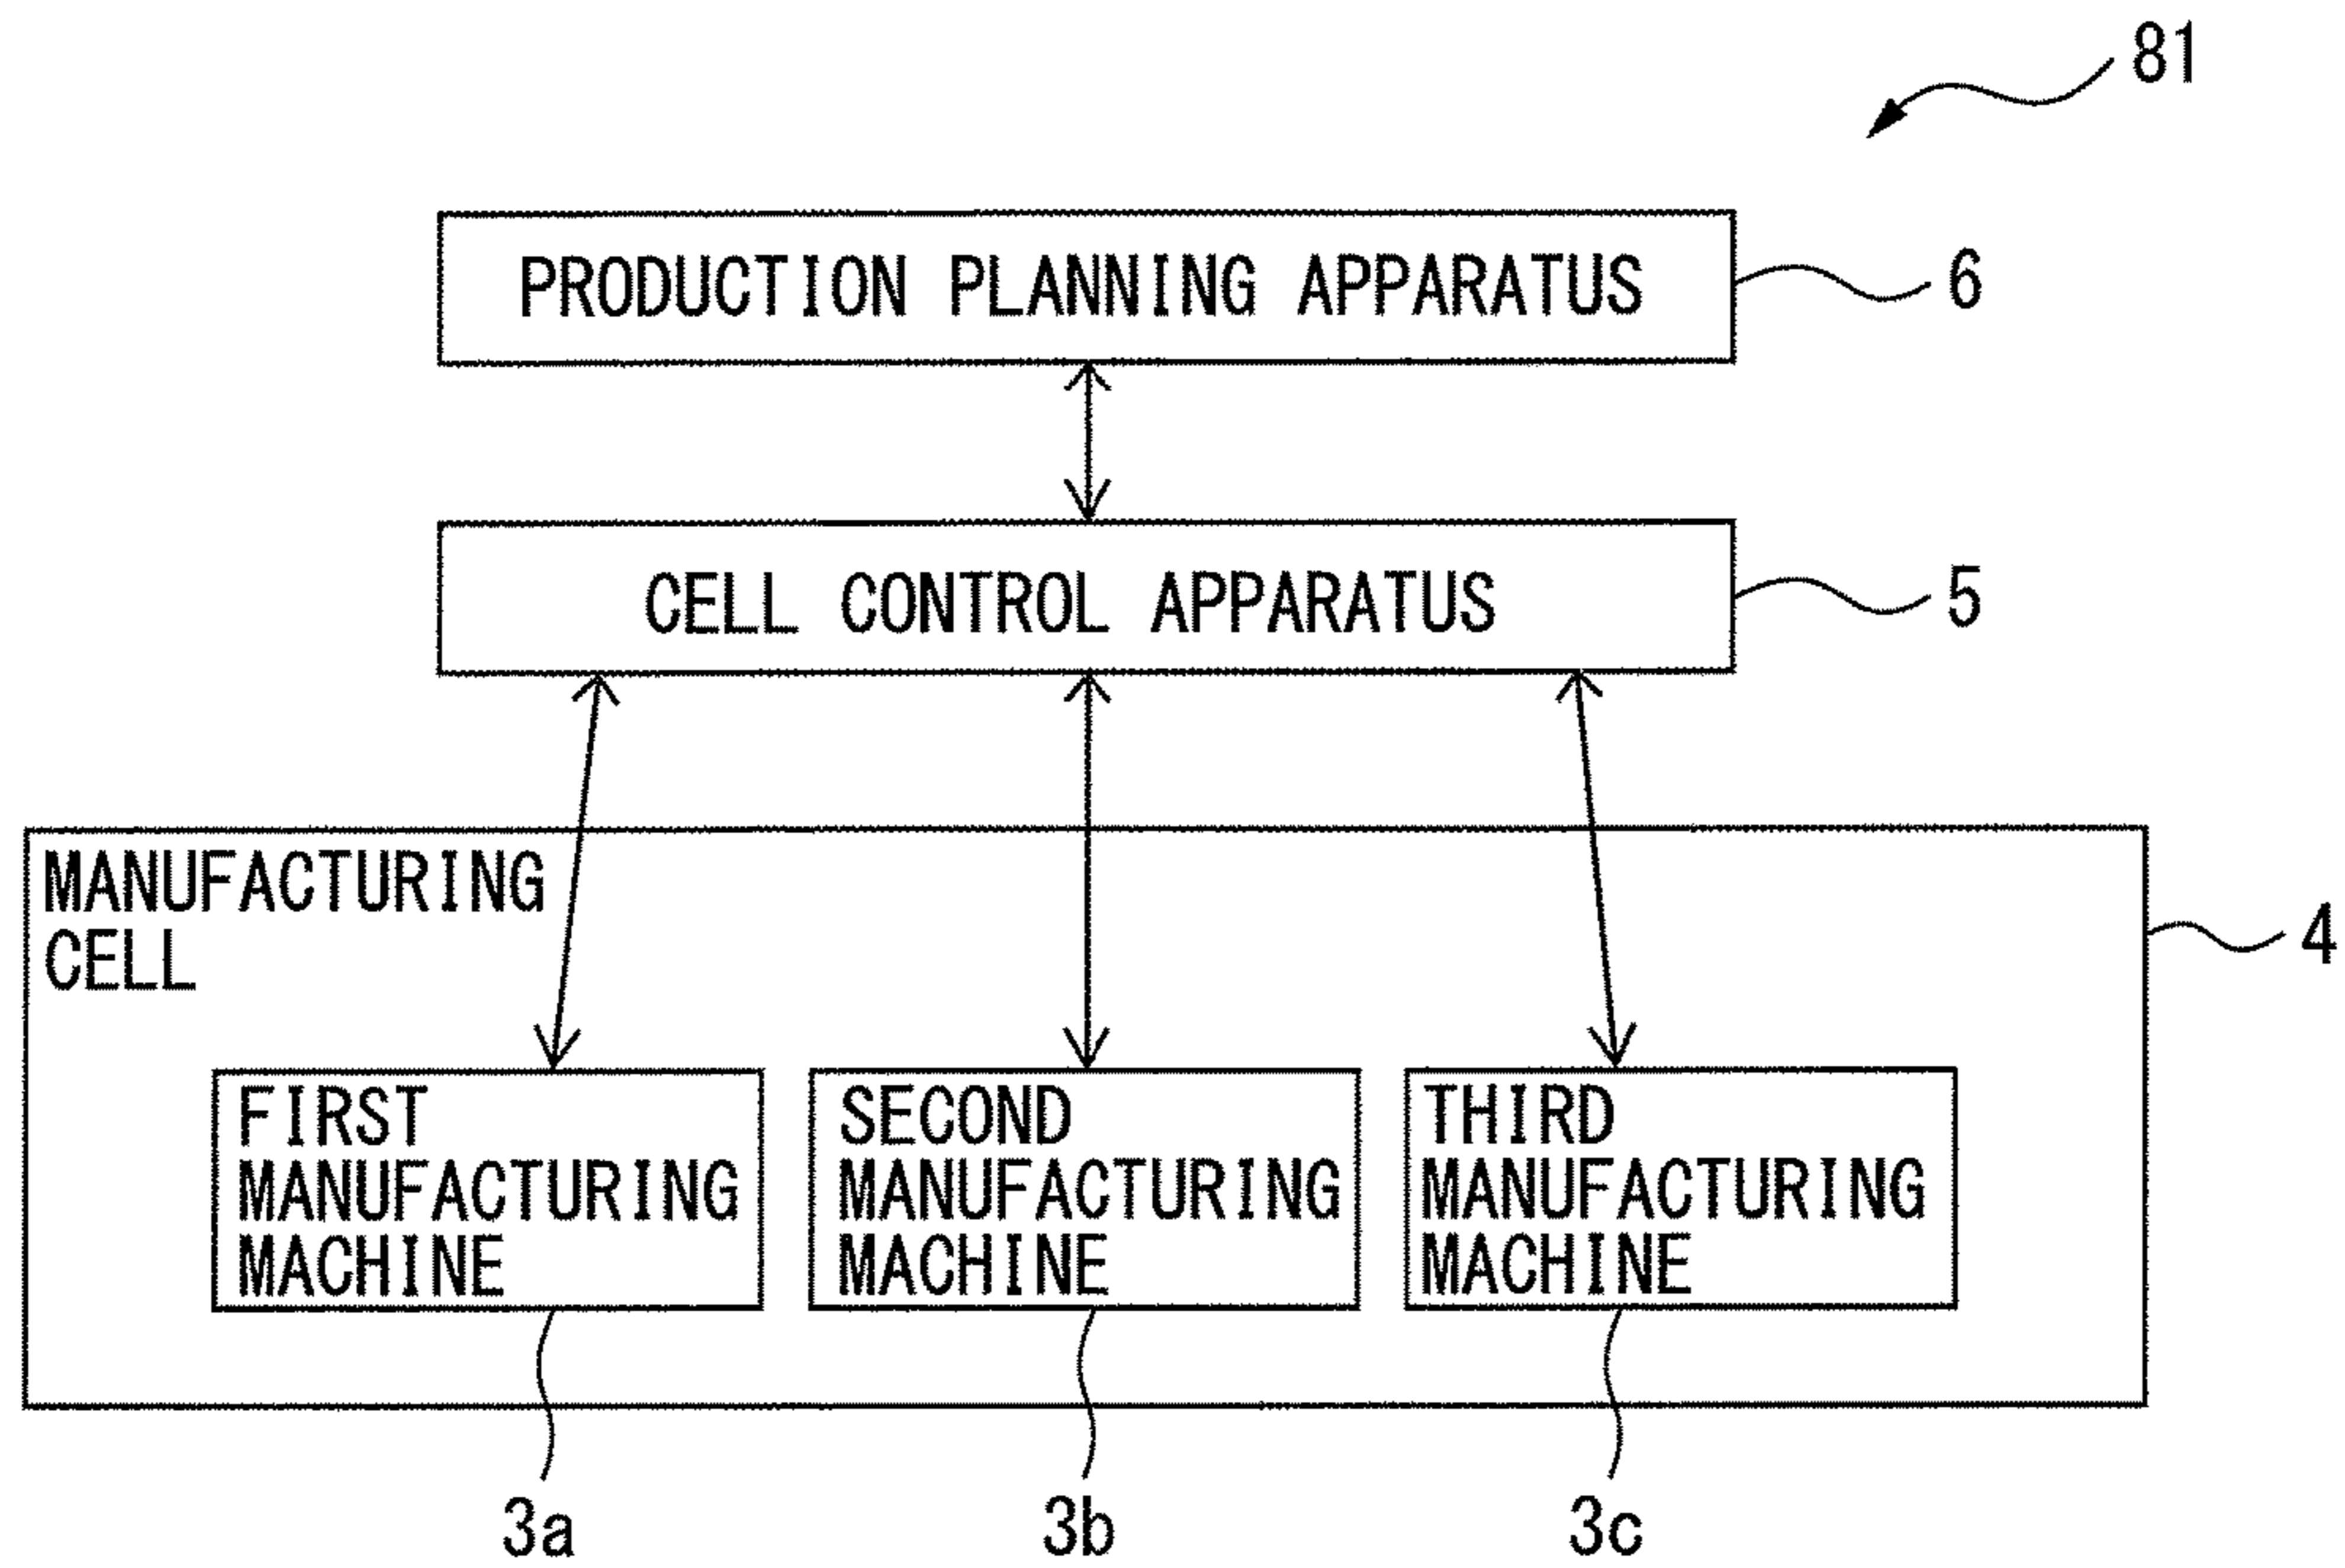 81
PRODUCTION PLANNING APPARATUS
6
CELL CONTROL APPARATUS
5
MANUFACTURING
CELL
4
FIRST
MANUFACTURING
MACHINE
SECOND
MANUFACTURING
MACHINE
THIRD
MANUFACTURING
MACHINE
3a
3b
3c